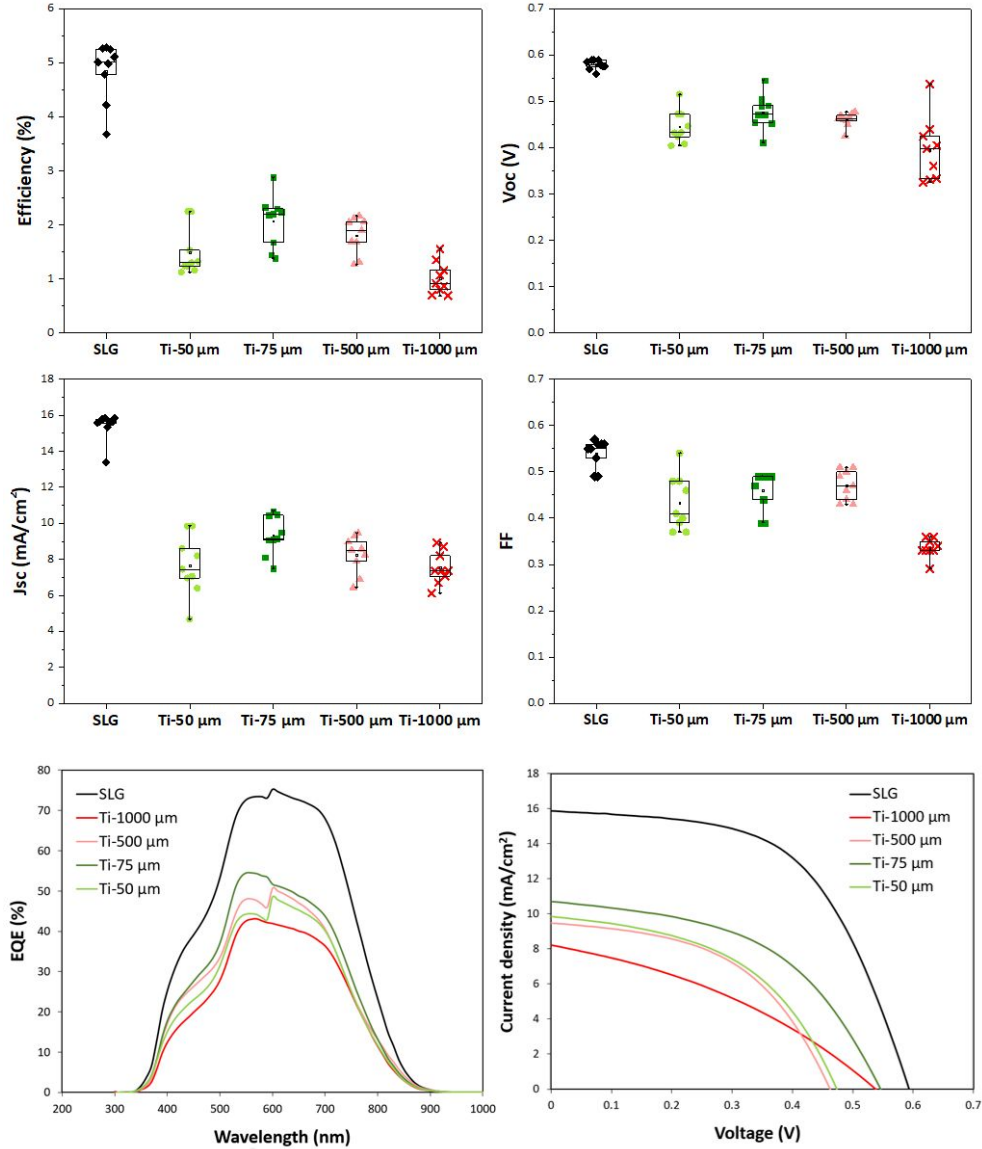 Efficiency (%)
6
5
4
3
2
1
0
SLG Ti-50 µm Ti-75 µm Ti-500 µm Ti-1000 µm
Voc (V)
0.7
0.6
0.5
0.4
0.3
0.2
0.1
0.0
SLG Ti-50 µm Ti-75 µm Ti-500 µm Ti-1000 µm
Jsc (mA/cm²)
18
16
14
12
10
8
6
4
2
0
SLG Ti-50 µm Ti-75 µm Ti-500 µm Ti-1000 µm
FF
0.7
0.6
0.5
0.4
0.3
0.2
0.1
0.0
SLG Ti-50 µm Ti-75 µm Ti-500 µm Ti-1000 µm
EQE (%)
80
70
60
50
40
30
20
10
0
200 300 400 500 600 700 800 900 1000
Wavelength (nm)
SLG
Ti-1000 µm
Ti-500 µm
Ti-75 µm
Ti-50 µm
Current density (mA/cm²)
18
16
14
12
10
8
6
4
2
0
0 0.1 0.2 0.3 0.4 0.5 0.6 0.7
Voltage (V)
SLG
Ti-1000 µm
Ti-500 µm
Ti-75 µm
Ti-50 µm